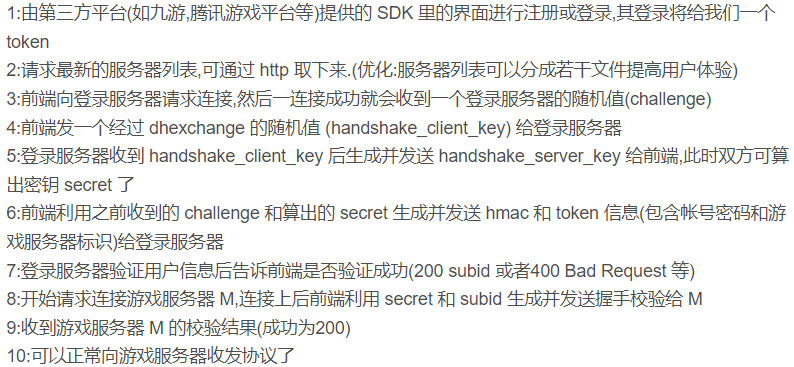 1:由第三方平台(如九游,腾讯游戏平台等)提供的 SDK 里的界面进行注册或登录,其登录将给我们一个
token
2:请求最新的服务器列表,可通过 http 取下来.(优化:服务器列表可以分成若干文件提高用户体验)
3:前端向登录服务器请求连接,然后一连接成功就会收到一个登录服务器的随机值(challenge)
4:前端发一个经过 dhexchange 的随机值 (handshake_client_key) 给登录服务器
5:登录服务器收到 handshake_client_key 后生成并发送 handshake_server_key 给前端,此时双方可算
出密钥 secret 了
6:前端利用之前收到的 challenge 和算出的 secret 生成并发送 hmac 和 token 信息(包含帐号密码和游
戏服务器标识)给登录服务器
7:登录服务器验证用户信息后告诉前端是否验证成功(200 subid 或者400 Bad Request 等)
8:开始请求连接游戏服务器 M,连接上后前端利用 secret 和 subid 生成并发送握手校验给 M
9:收到游戏服务器 M 的校验结果(成功为200)
10:可以正常向游戏服务器收发协议了